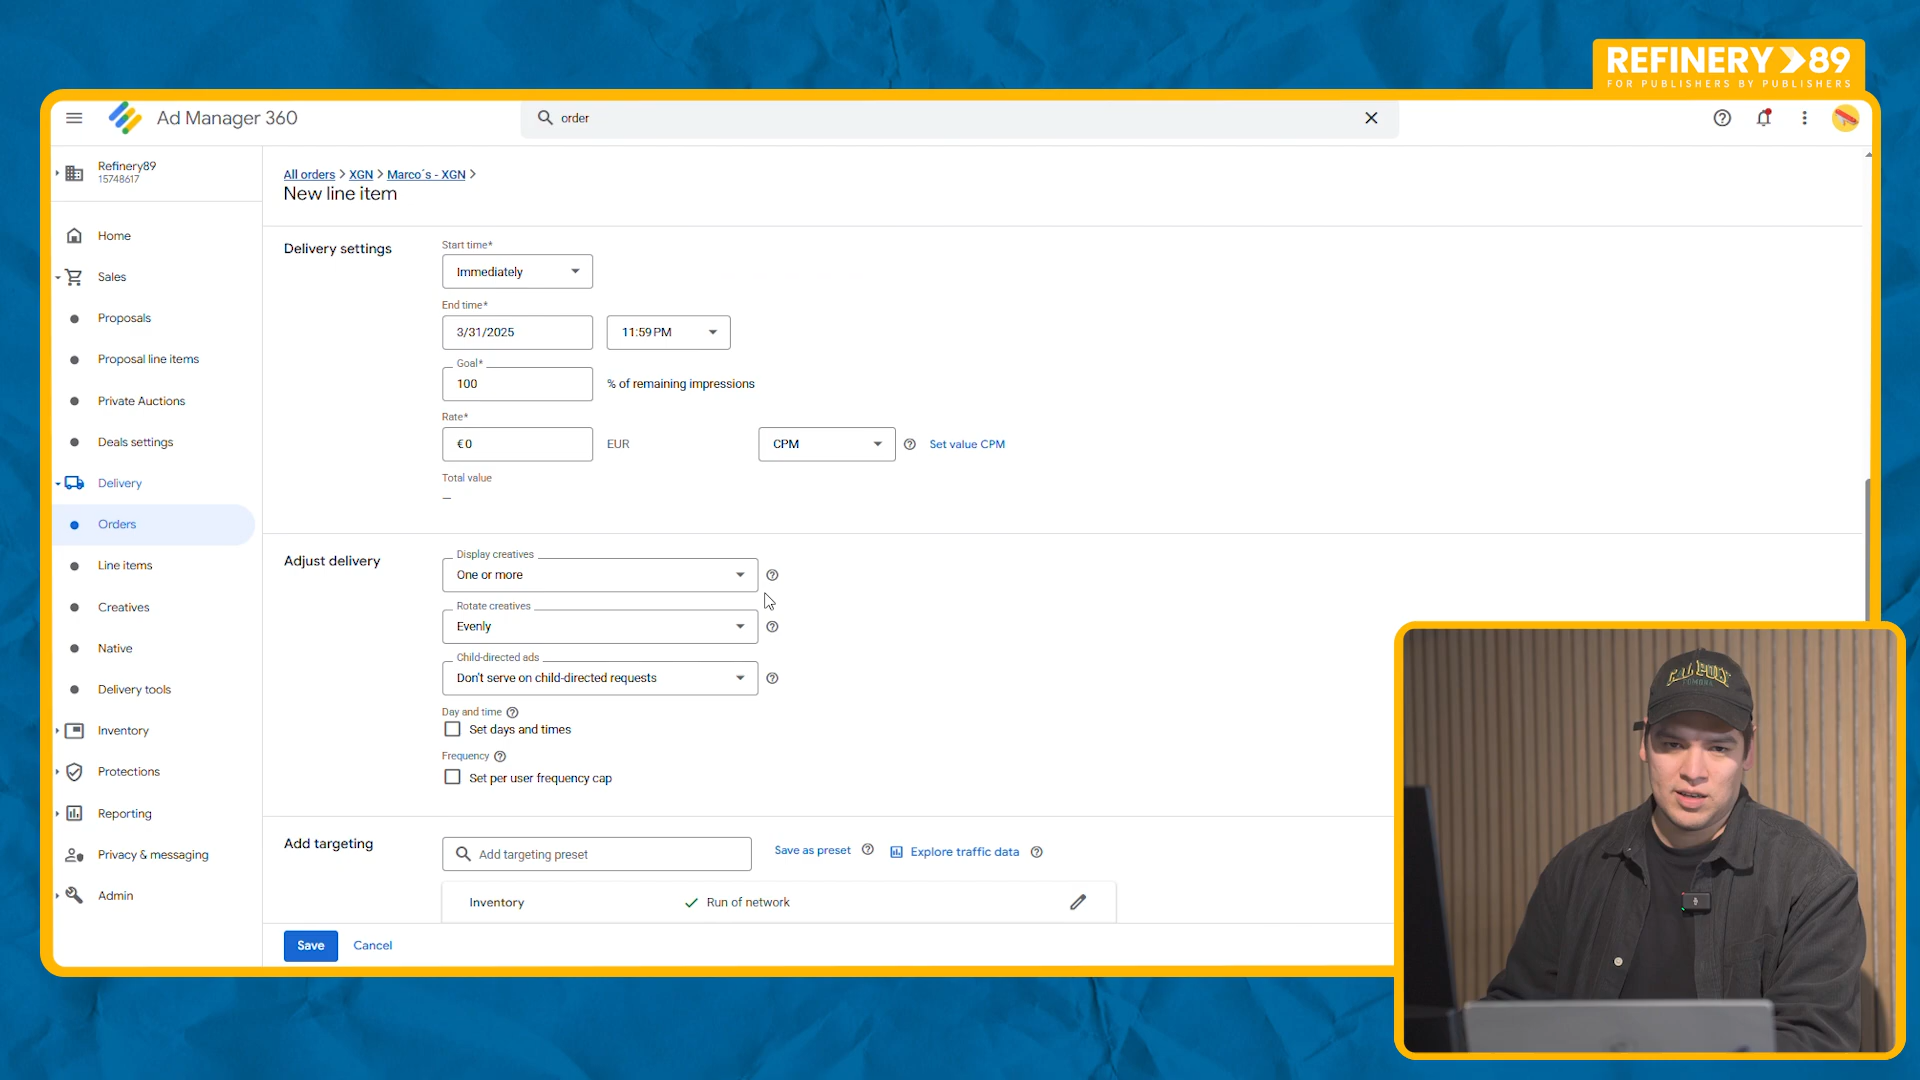 REFINERY 89
FOR PUBLISHERS BY PUBLISHERS
Ad Manager 360
order
Refinery89
15748617
Home
Sales
Proposals
Proposal line items
Private Auctions
Deals settings
Delivery
Orders
Line items
Creatives
Native
Delivery tools
Inventory
Protections
Reporting
Privacy & messaging
Admin
All orders > XGN > Marco´s - XGN >
New line item
Delivery settings
Start time*
Immediately
End time*
3/31/2025 11:59 PM
Goal*
100 % of remaining impressions
Rate*
€0 EUR CPM Set value CPM
Total value
—
Adjust delivery
Display creatives
One or more
Rotate creatives
Evenly
Child-directed ads
Don't serve on child-directed requests
Day and time
Set days and times
Frequency
Set per user frequency cap
Add targeting
Add targeting preset
Save as preset Explore traffic data
Inventory Run of network
Save Cancel